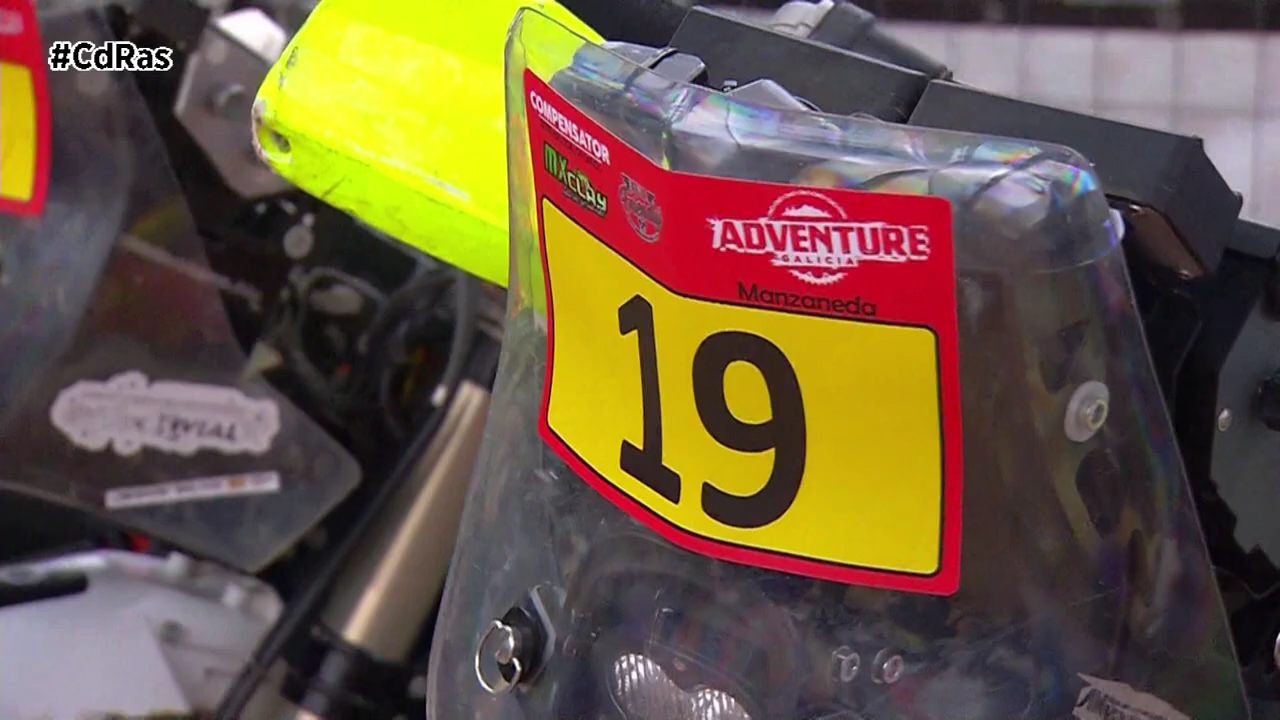 #CdRas
COMPENSATOR
MXCLAY
ADVENTURE
GALICIA
Manzaneda
19